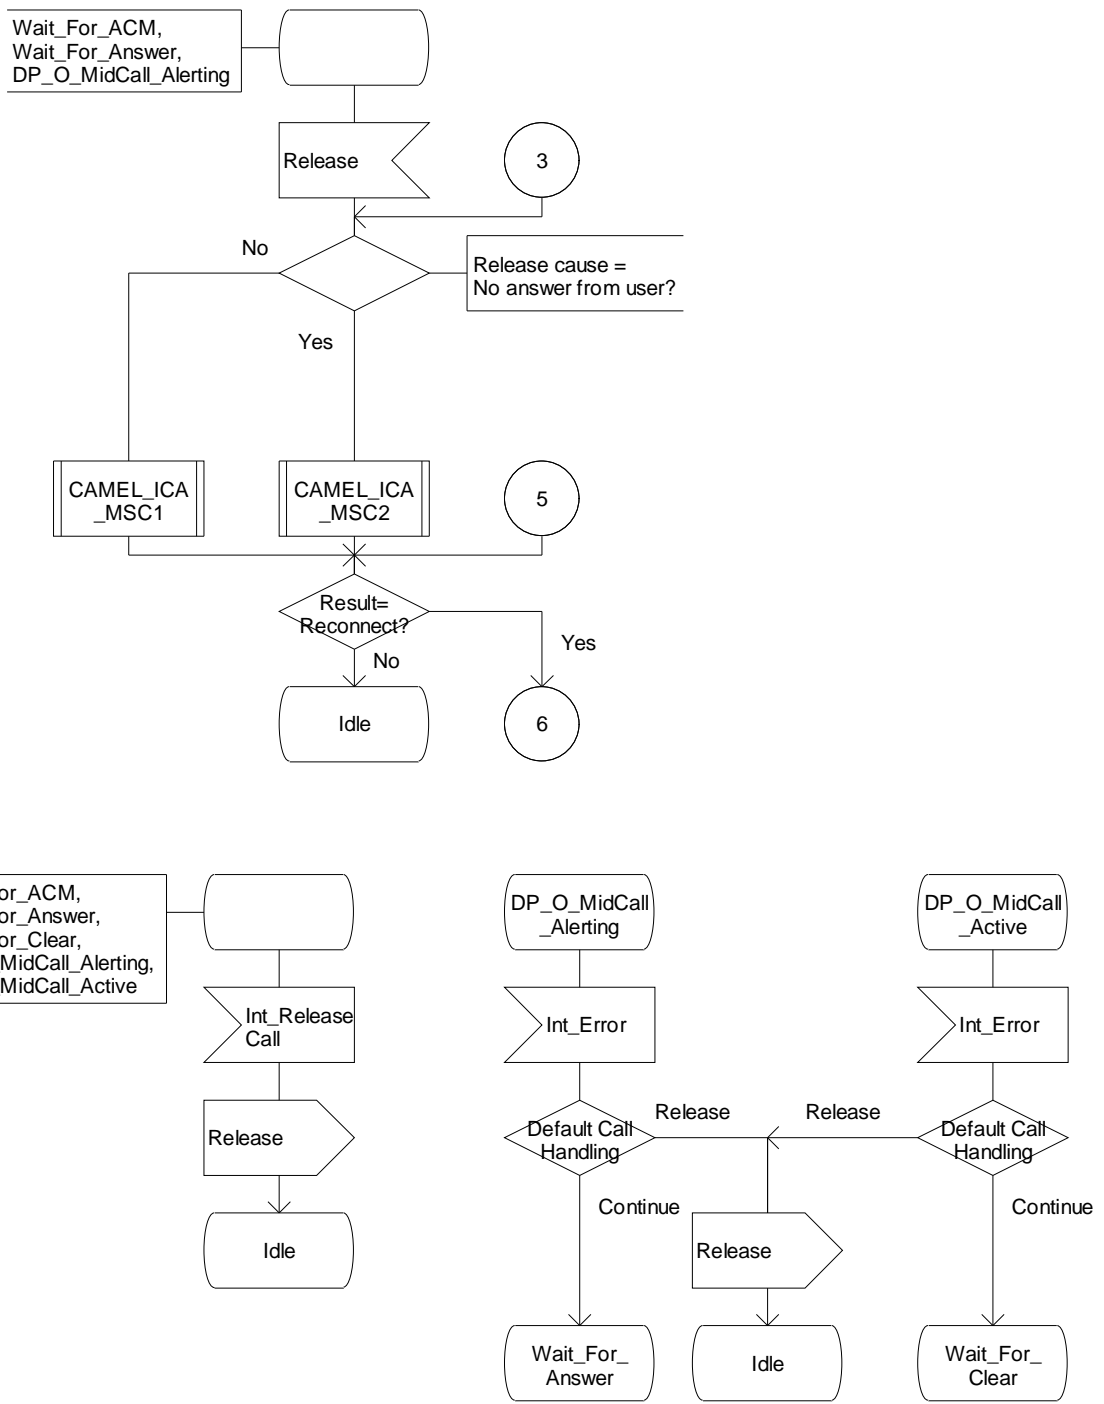 Wait_For_ACM,
Wait_For_Answer,
DP_O_MidCall_Alerting
Release
3
No
Release cause =
No answer from user?
Yes
CAMEL_ICA
_MSC1
CAMEL_ICA
_MSC2
5
Result=
Reconnect?
Yes
No
Idle
6
or_ACM,
or_Answer,
or_Clear,
MidCall_Alerting,
MidCall_Active
Int_Release
Call
Release
Idle
DP_O_MidCall
_Alerting
Int_Error
Default Call
Handling
Release
Continue
DP_O_MidCall
_Active
Int_Error
Default Call
Handling
Release
Continue
Release
Wait_For_
Answer
Idle
Wait_For_
Clear